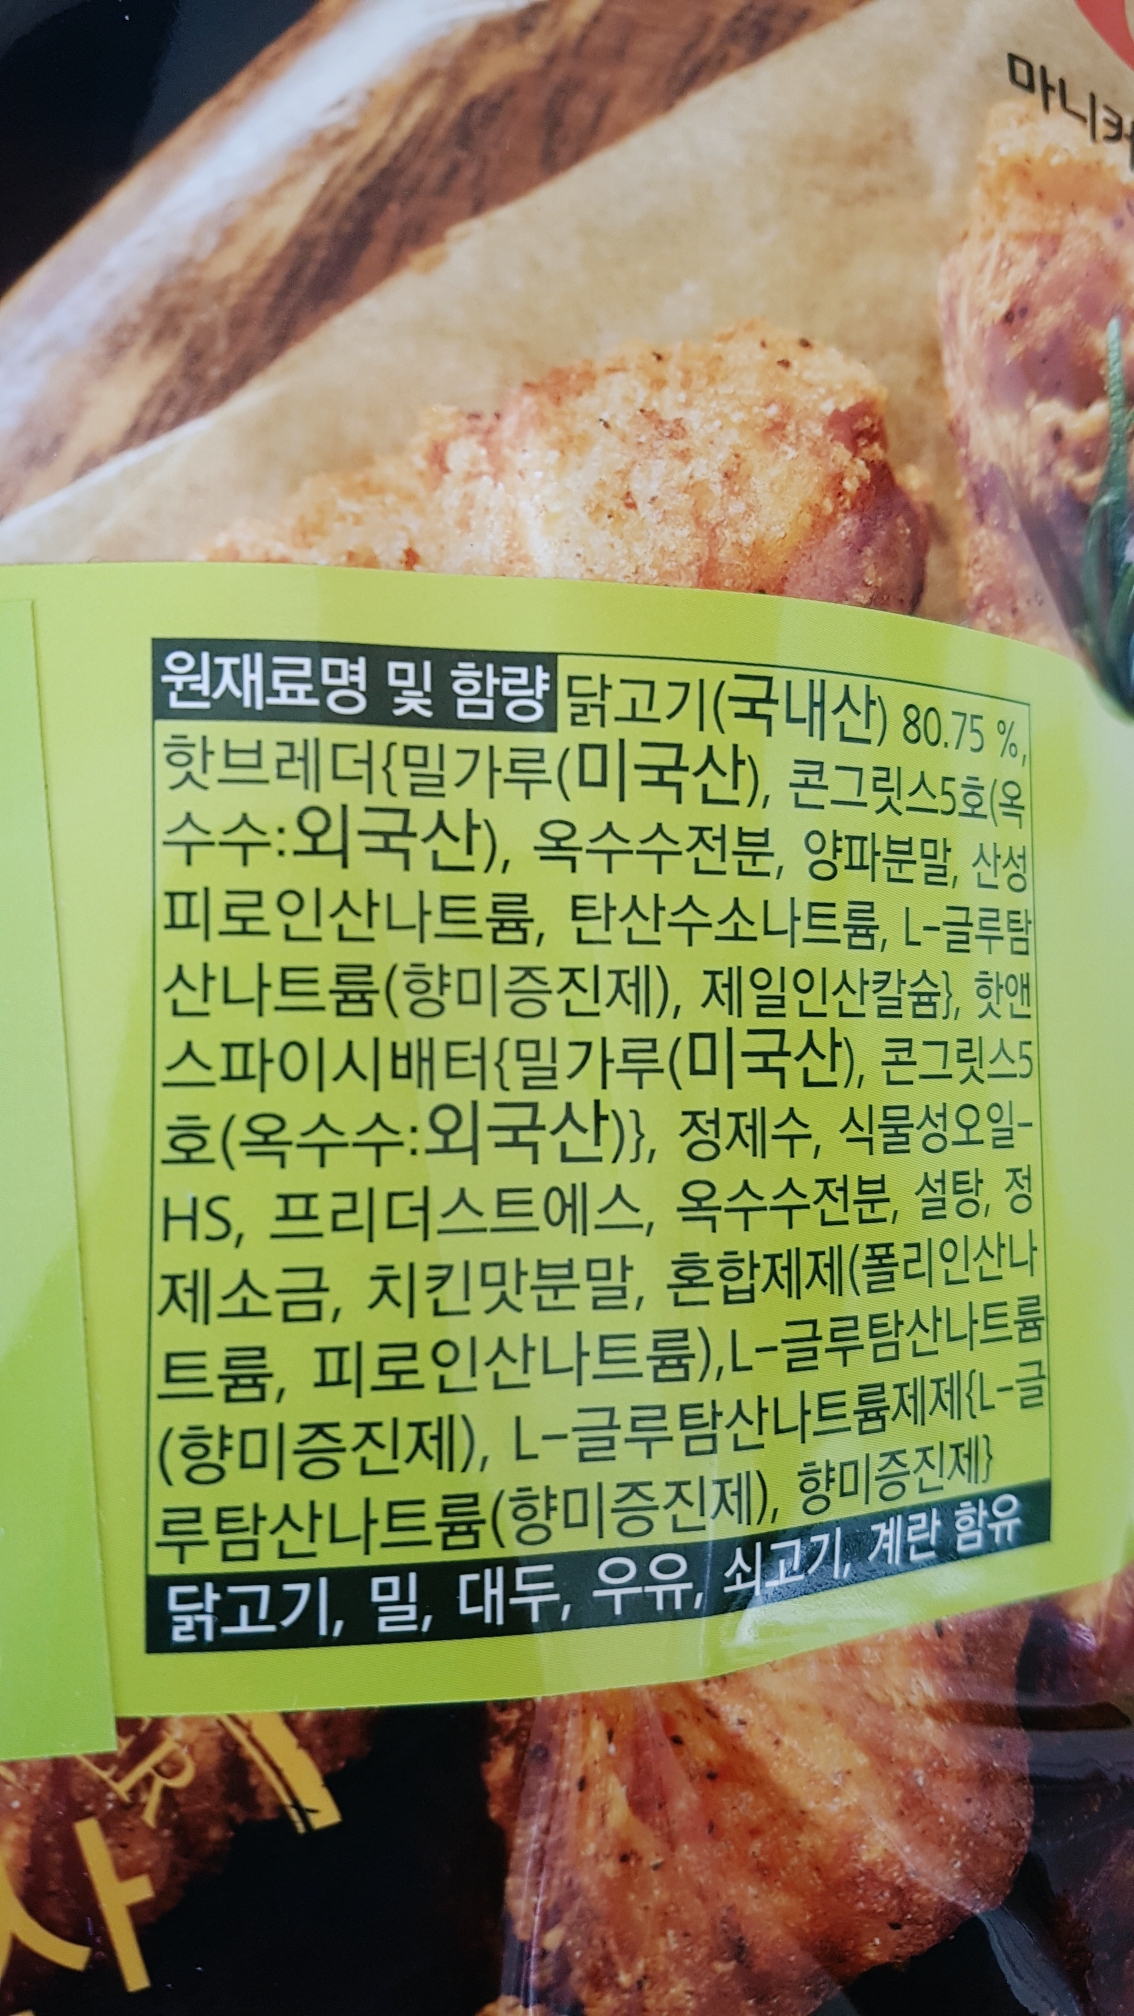 마니커
원재료명 및 함량 닭고기(국내산) 80.75 %,
핫브레더{밀가루(미국산), 콘그릿스5호(옥
수수:외국산), 옥수수전분, 양파분말, 산성
피로인산나트륨, 탄산수소나트륨, L-글루탐
산나트륨(향미증진제), 제일인산칼슘}, 핫앤
스파이시배터{밀가루(미국산), 콘그릿스5
호(옥수수:외국산)}, 정제수, 식물성오일-
HS, 프리더스트에스, 옥수수전분, 설탕, 정
제소금, 치킨맛분말, 혼합제제(폴리인산나
트륨, 피로인산나트륨),L-글루탐산나트륨
(향미증진제), L-글루탐산나트륨제제{L-글
루탐산나트륨(향미증진제), 향미증진제}
닭고기, 밀, 대두, 우유, 쇠고기, 계란 함유